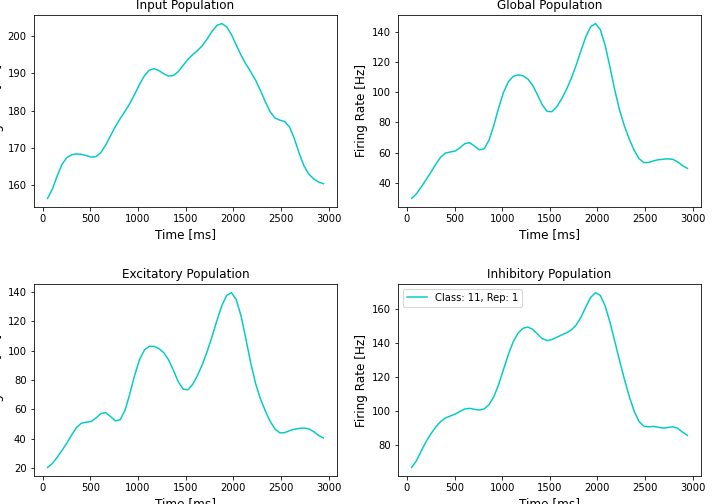 Input Population
Global Population
200
190
180
170
160
0 500 1000 1500 2000 2500 3000
Time [ms]
Firing Rate [Hz]
140
120
100
80
60
40
0 500 1000 1500 2000 2500 3000
Time [ms]
Excitatory Population
Inhibitory Population
140
120
100
80
60
40
20
0 500 1000 1500 2000 2500 3000
Time [ms]
Firing Rate [Hz]
Class: 11, Rep: 1
160
140
120
100
80
0 500 1000 1500 2000 2500 3000
Time [ms]